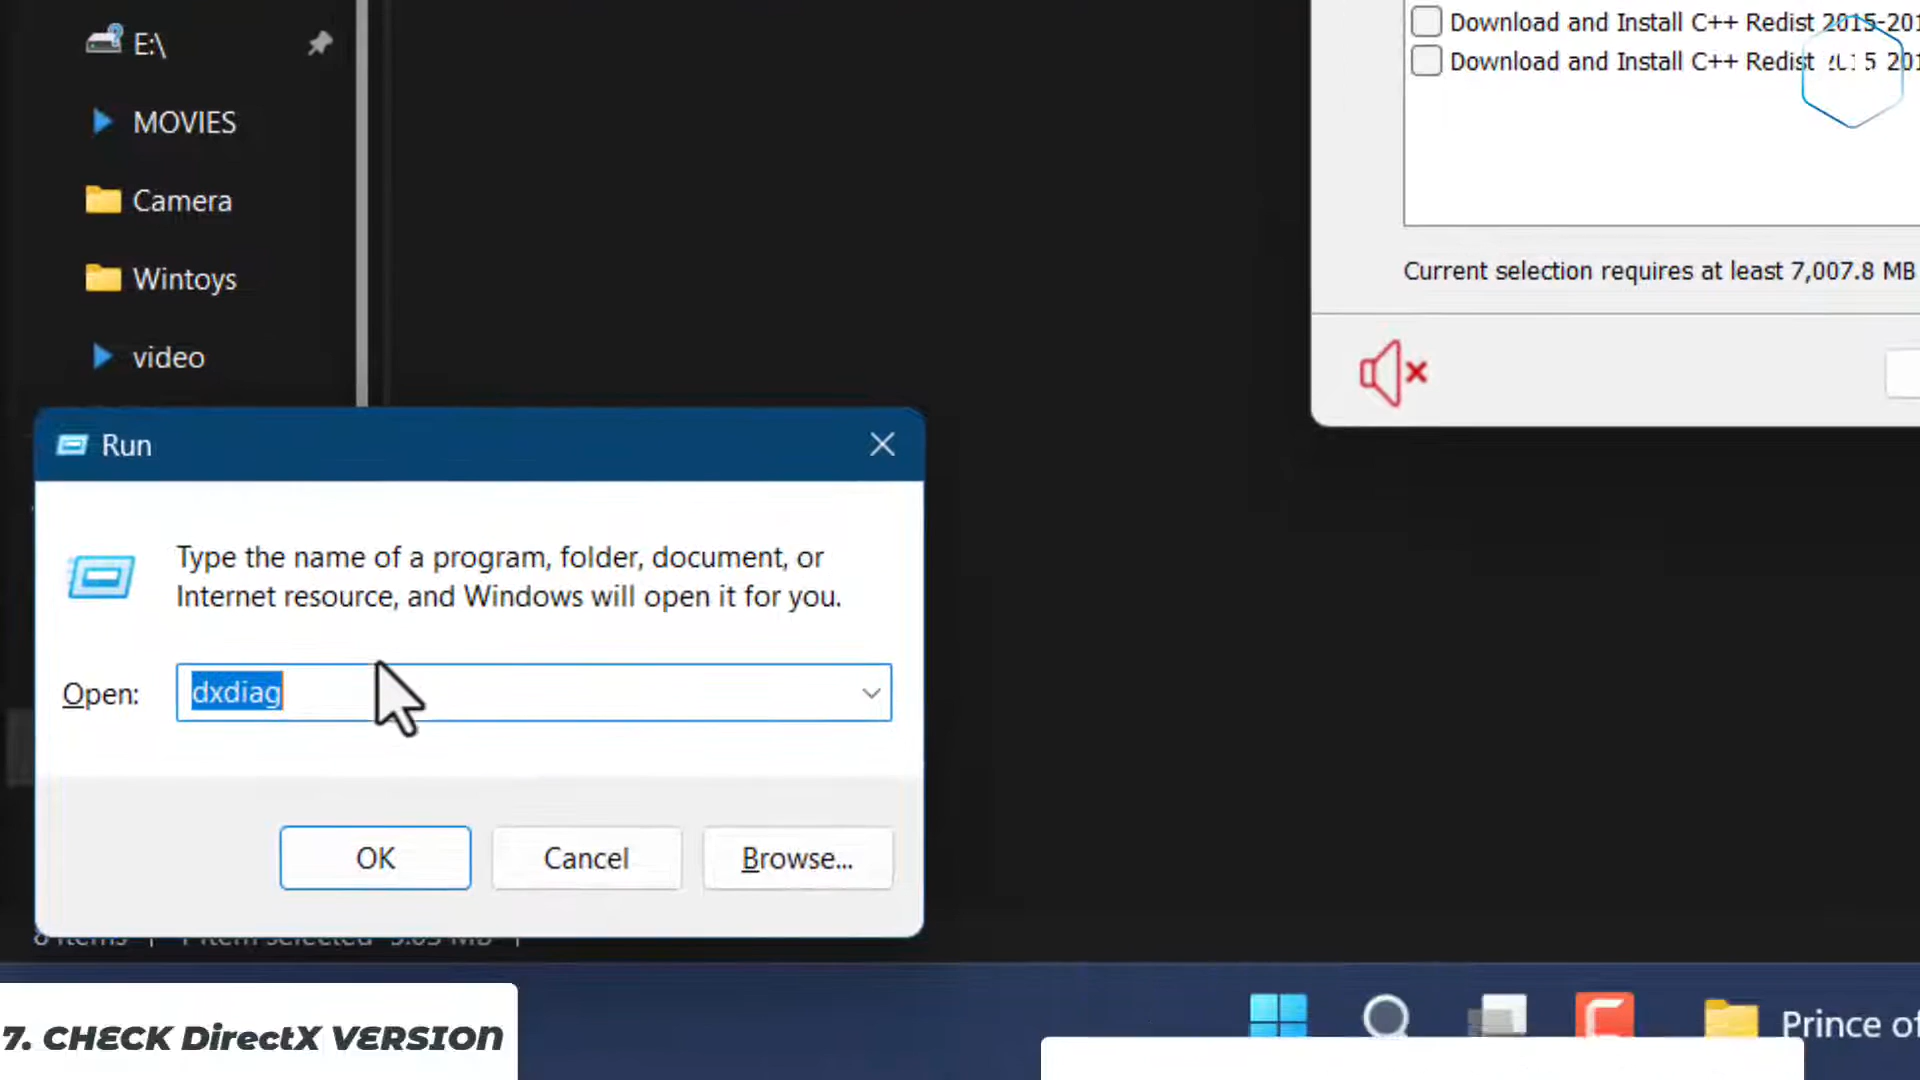 E:\
MOVIES
Camera
Wintoys
video
Download and Install C++ Redist 2015-201
Download and Install C++ Redist 2015-201
Current selection requires at least 7,007.8 MB
Run
Type the name of a program, folder, document, or
Internet resource, and Windows will open it for you.
Open:
dxdiag
OK
Cancel
Browse...
7. CHECK DirectX VERSION
Prince of